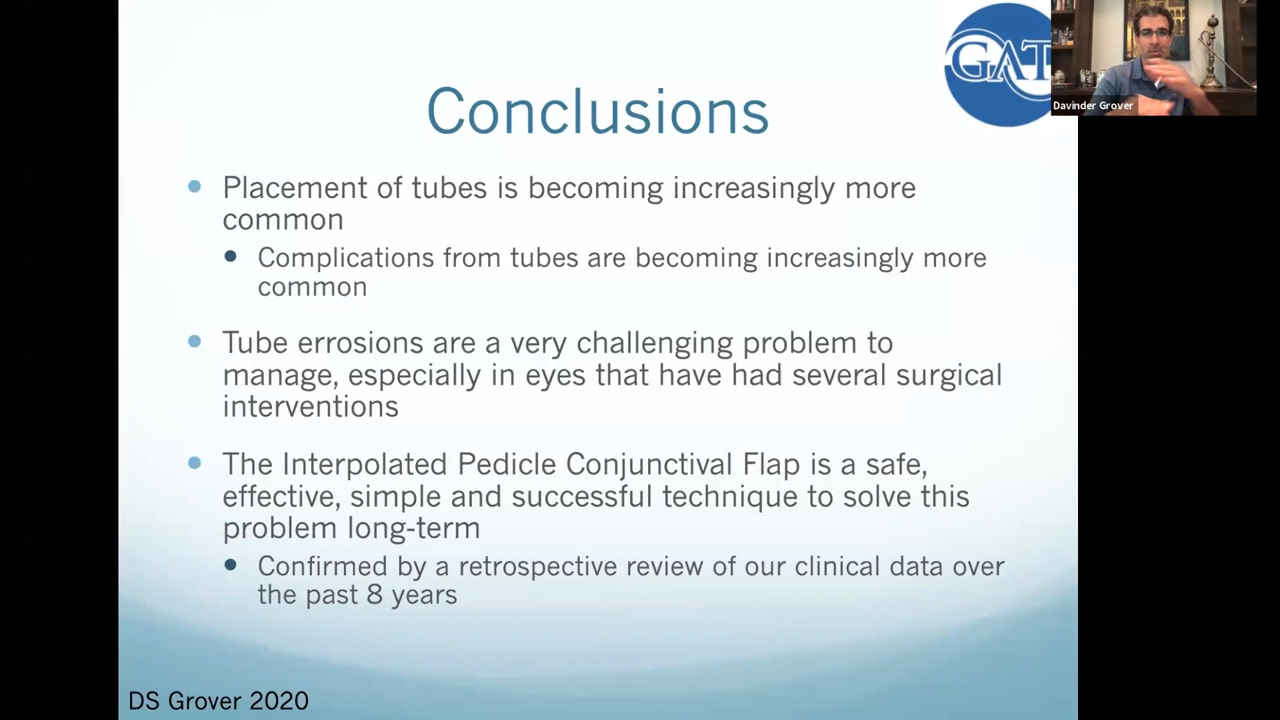 GAT
Davinder Grover
Conclusions
Placement of tubes is becoming increasingly more
common
Complications from tubes are becoming increasingly more
common
Tube errosions are a very challenging problem to
manage, especially in eyes that have had several surgical
interventions
The Interpolated Pedicle Conjunctival Flap is a safe,
effective, simple and successful technique to solve this
problem long-term
Confirmed by a retrospective review of our clinical data over
the past 8 years
DS Grover 2020